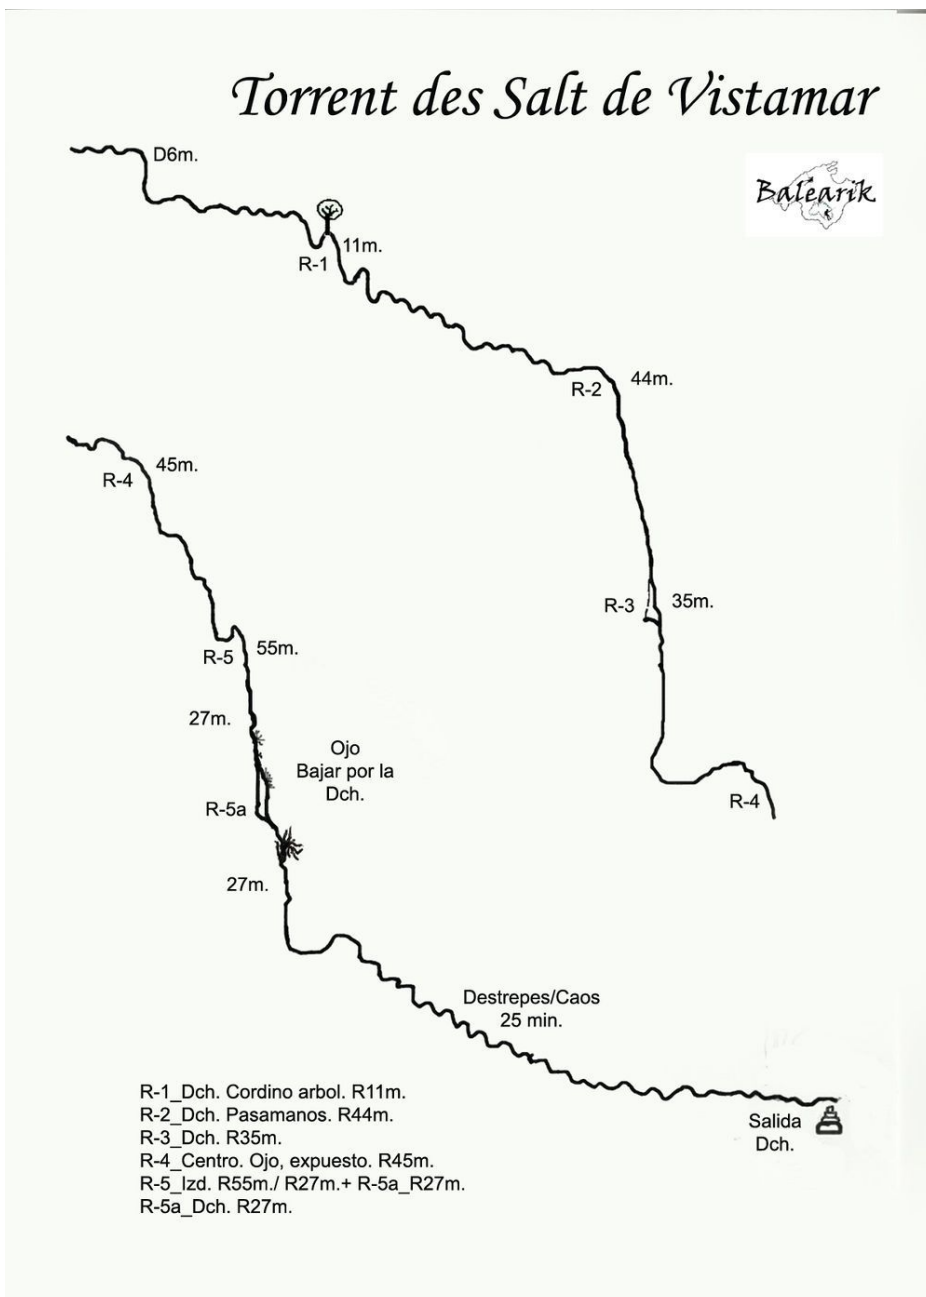 Torrent des Salt de Vistamar
Balearik
D6m.
11m.
R-1
R-2
44m.
R-3
35m.
R-4
R-4
45m.
R-5
55m.
27m.
Ojo
Bajar por la
Dch.
R-5a
27m.
Destrepes/Caos
25 min.
Salida
Dch.
R-1_Dch. Cordino arbol. R11m.
R-2_Dch. Pasamanos. R44m.
R-3_Dch. R35m.
R-4_Centro. Ojo, expuesto. R45m.
R-5_Izd. R55m./ R27m.+ R-5a_R27m.
R-5a_Dch. R27m.